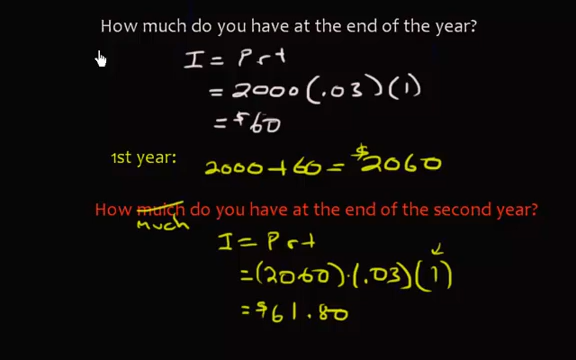 How much do you have at the end of the year?
I = Prt
= 2000(.03)(1)
= $60
1st year: 2000+60 = $2060
How muich do you have at the end of the second year?
much
I = Prt
= (2060)·(.03)(1)
= $61.80